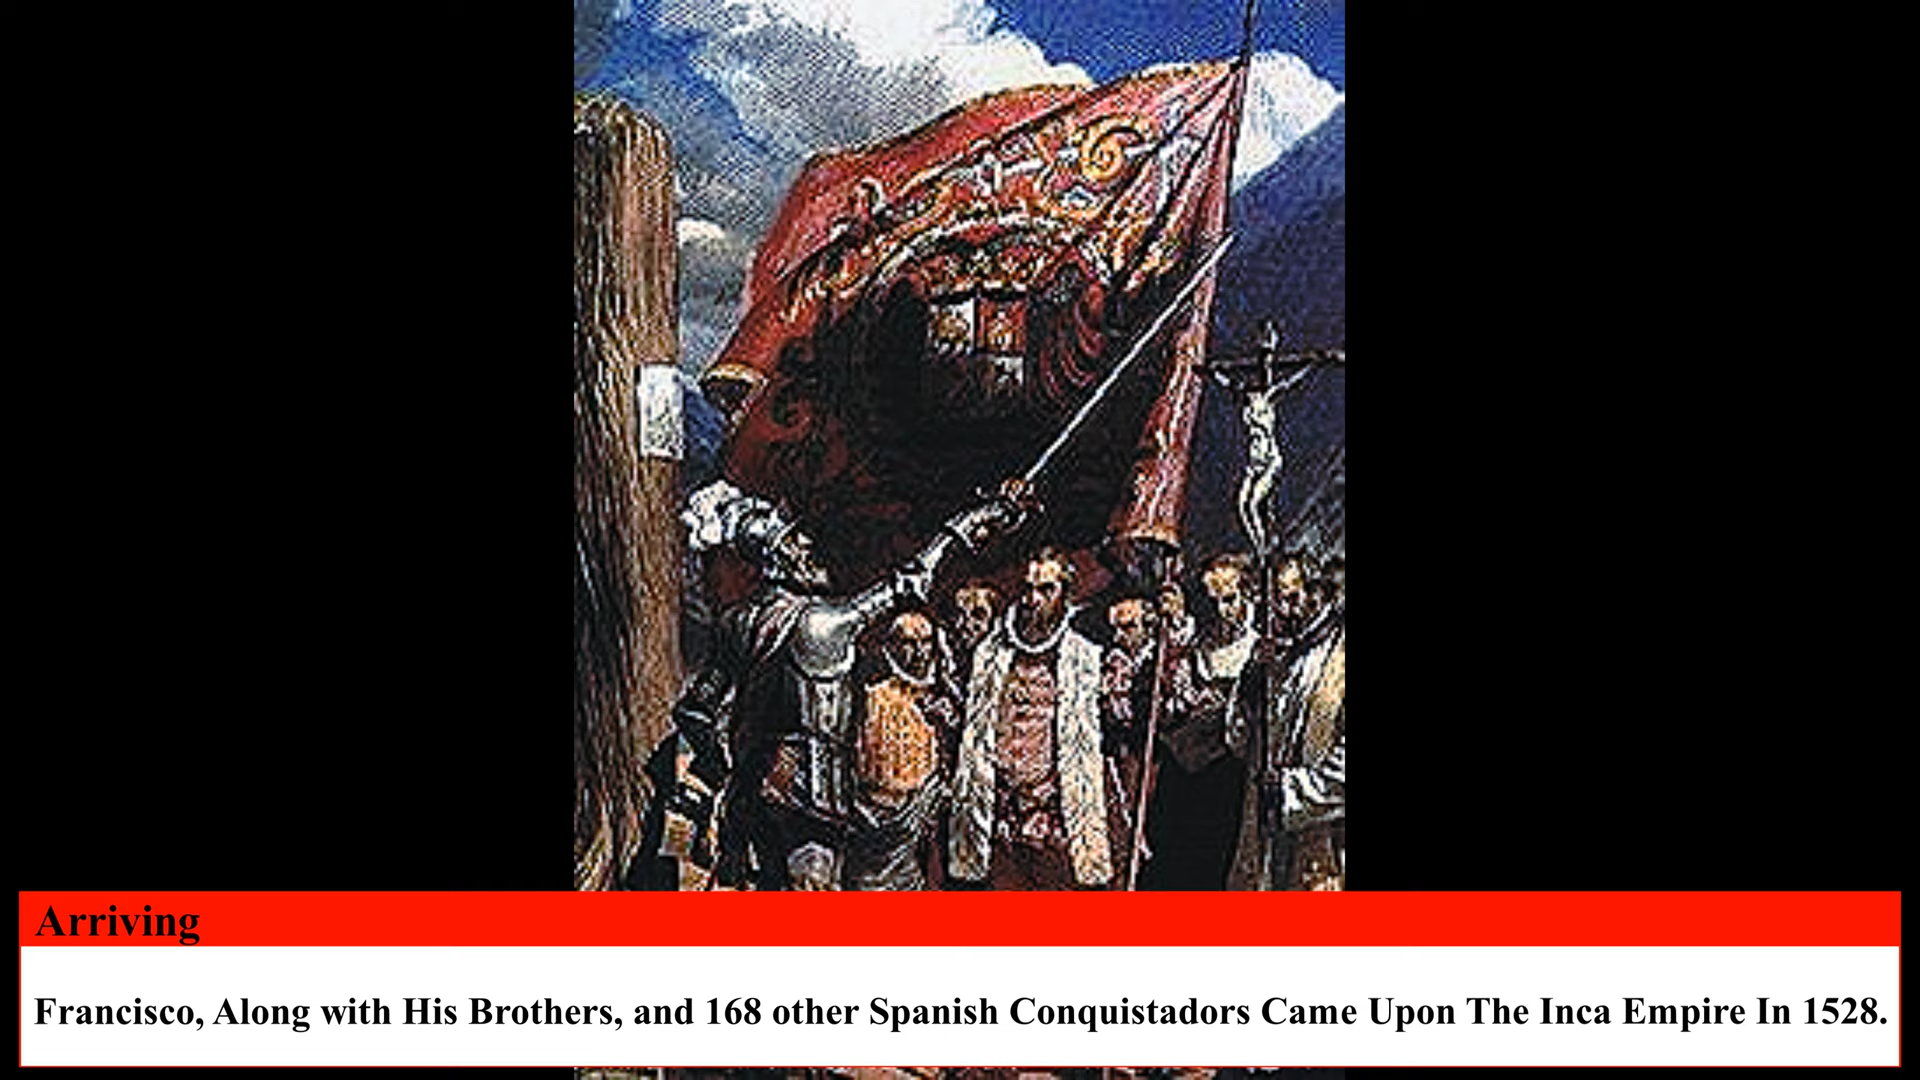 Arriving
Francisco, Along with His Brothers, and 168 other Spanish Conquistadors Came Upon The Inca Empire In 1528.